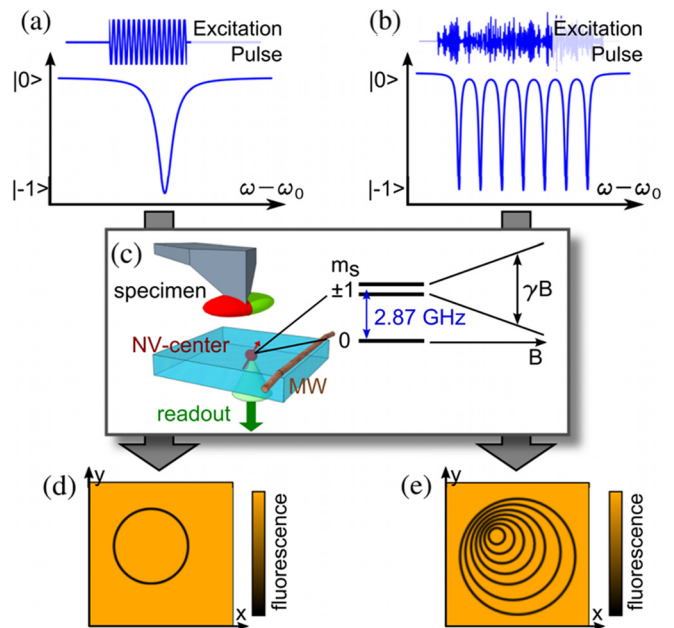 (a)
Excitation
Pulse
|0>
|-1>
ω−ω₀
(b)
Excitation
Pulse
|0>
|-1>
ω−ω₀
(c)
specimen
NV-center
MW
readout
mₛ
±1
2.87 GHz
0
γB
B
(d)
y
x
fluorescence
(e)
y
x
fluorescence